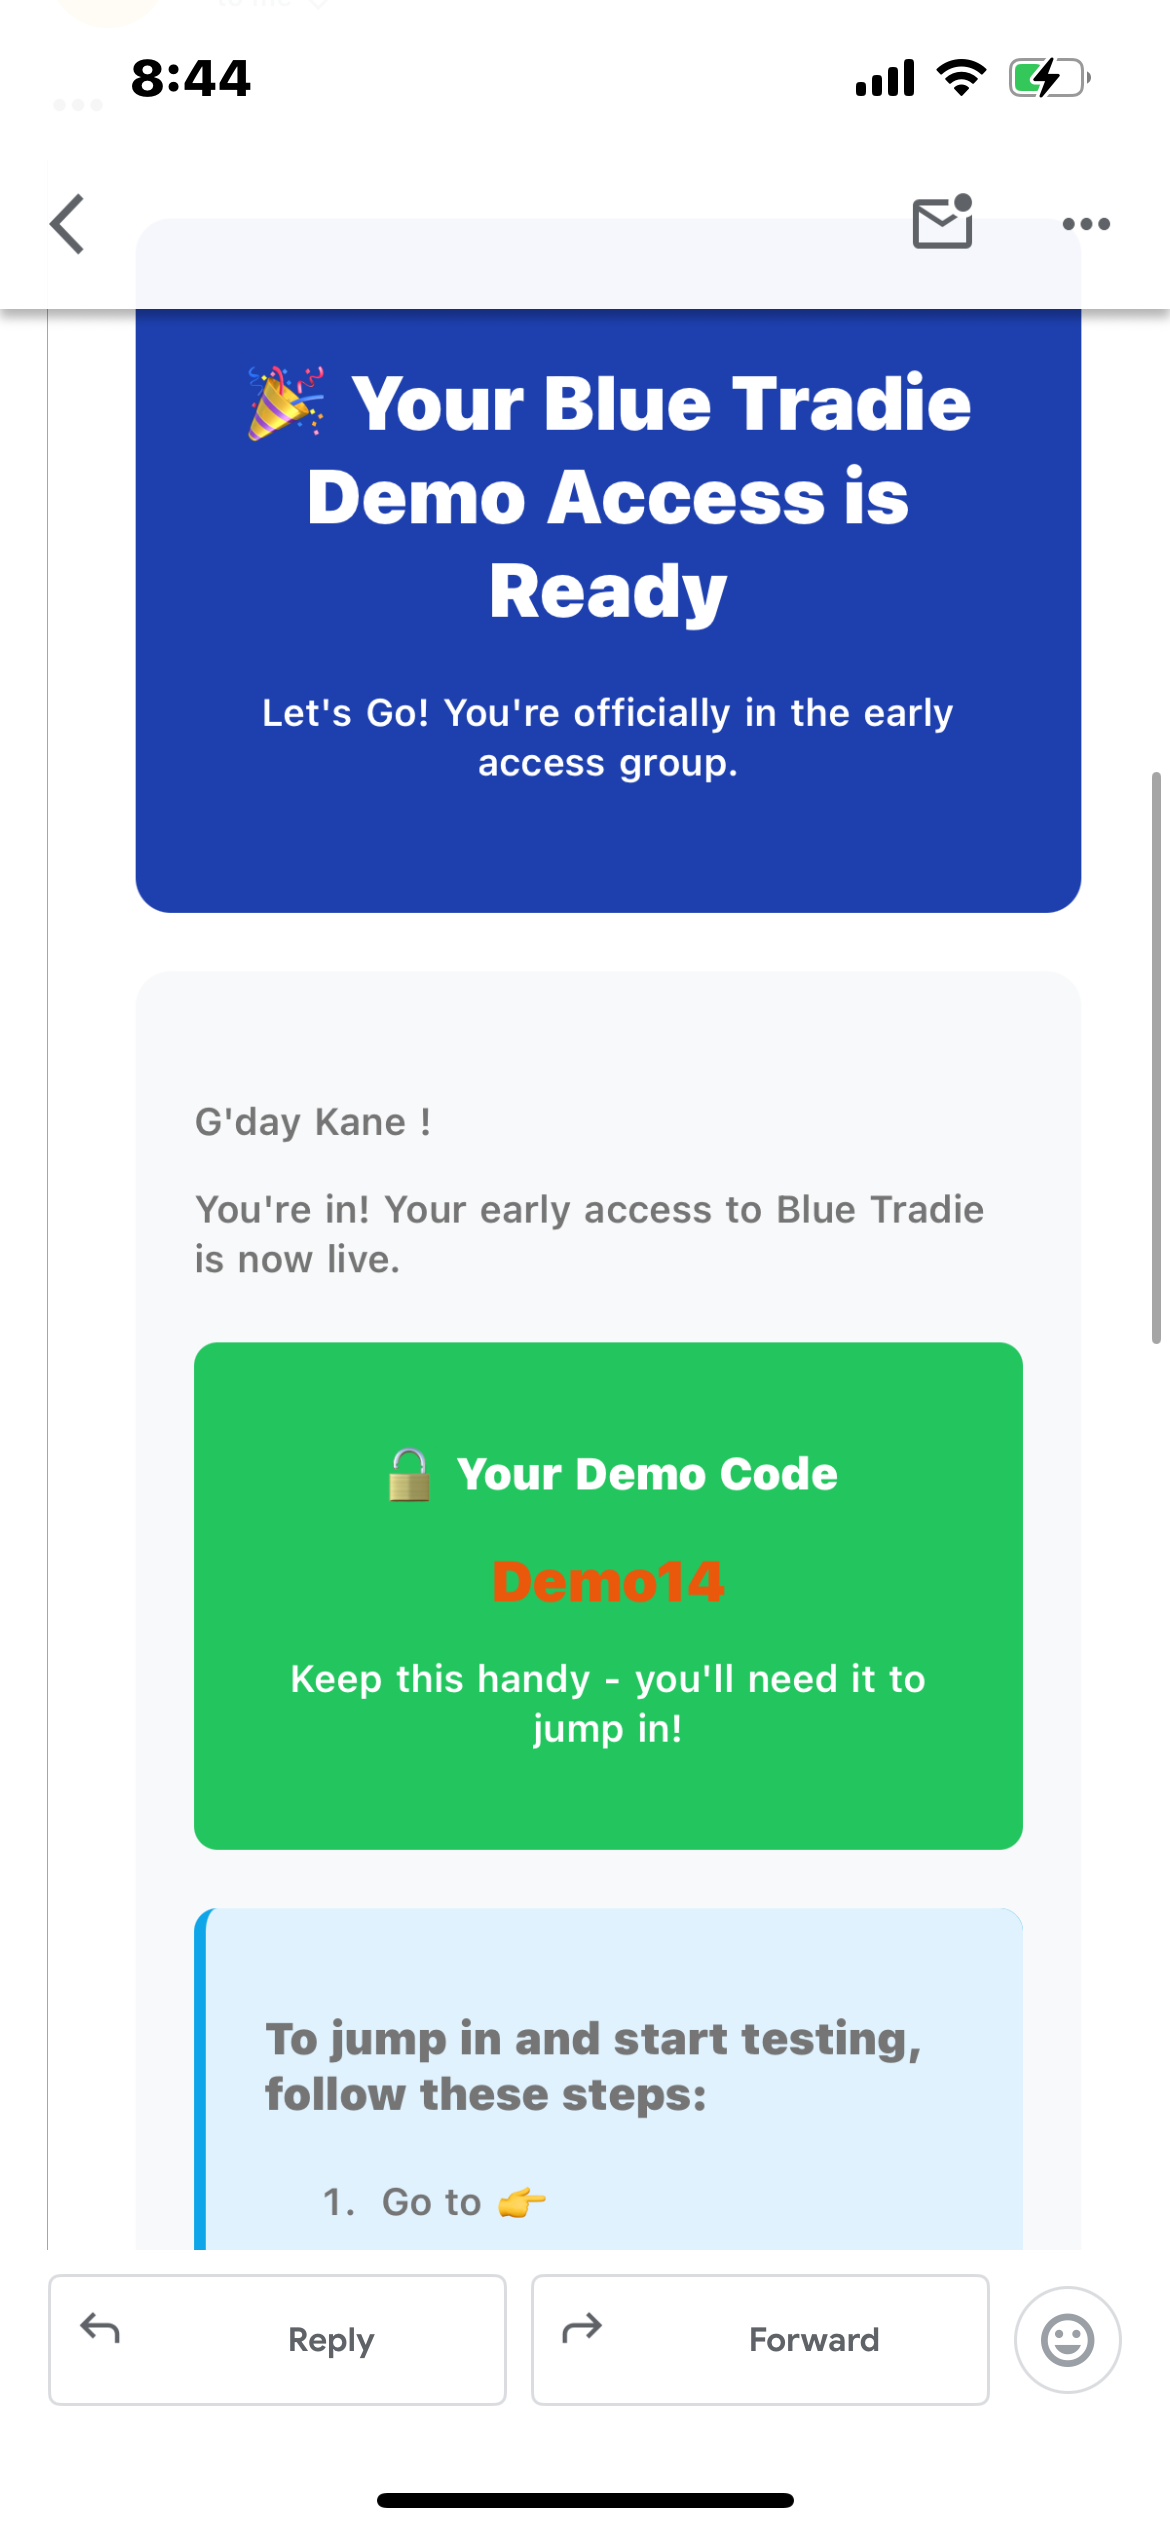 8:44
🎉 Your Blue Tradie
Demo Access is
Ready
Let's Go! You're officially in the early
access group.
G'day Kane !
You're in! Your early access to Blue Tradie
is now live.
🔓 Your Demo Code
Demo14
Keep this handy - you'll need it to
jump in!
To jump in and start testing,
follow these steps:
1. Go to 👉
Reply
Forward